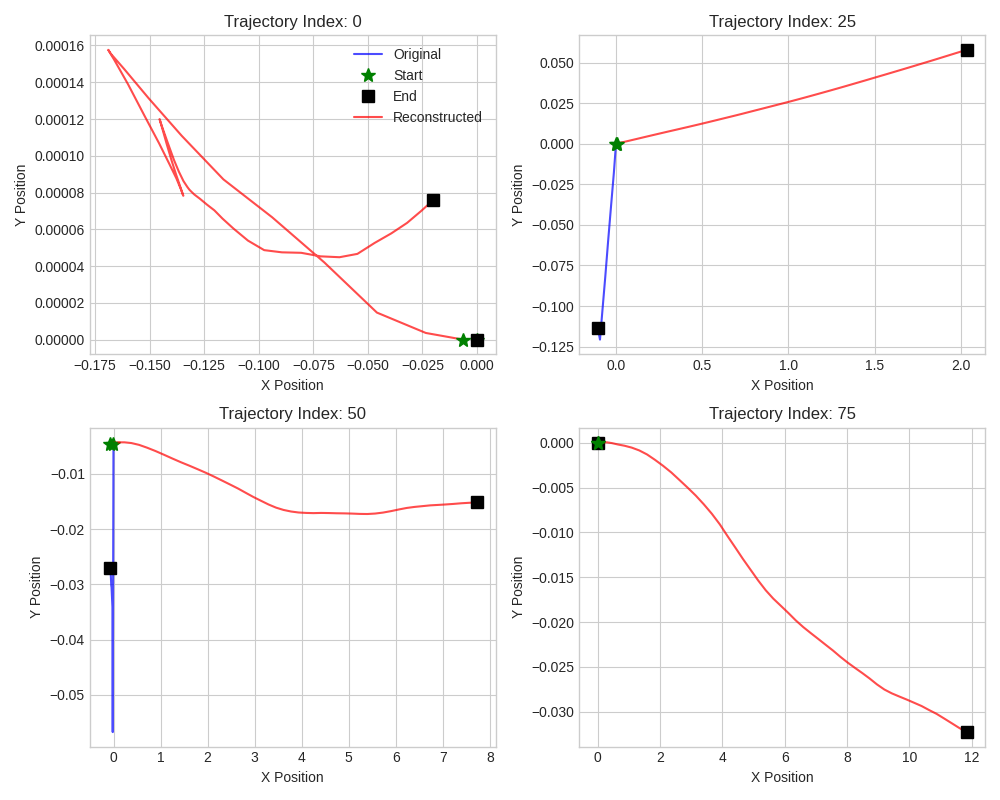 Trajectory Index: 0
0.00016
0.00014
0.00012
0.00010
0.00008
0.00006
0.00004
0.00002
0.00000
Y Position
Original
Start
End
Reconstructed
−0.175 −0.150 −0.125 −0.100 −0.075 −0.050 −0.025 0.000
X Position
Trajectory Index: 25
0.050
0.025
0.000
−0.025
−0.050
−0.075
−0.100
−0.125
Y Position
0.0 0.5 1.0 1.5 2.0
X Position
Trajectory Index: 50
−0.01
−0.02
−0.03
−0.04
−0.05
Y Position
0 1 2 3 4 5 6 7 8
X Position
Trajectory Index: 75
0.000
−0.005
−0.010
−0.015
−0.020
−0.025
−0.030
Y Position
0 2 4 6 8 10 12
X Position